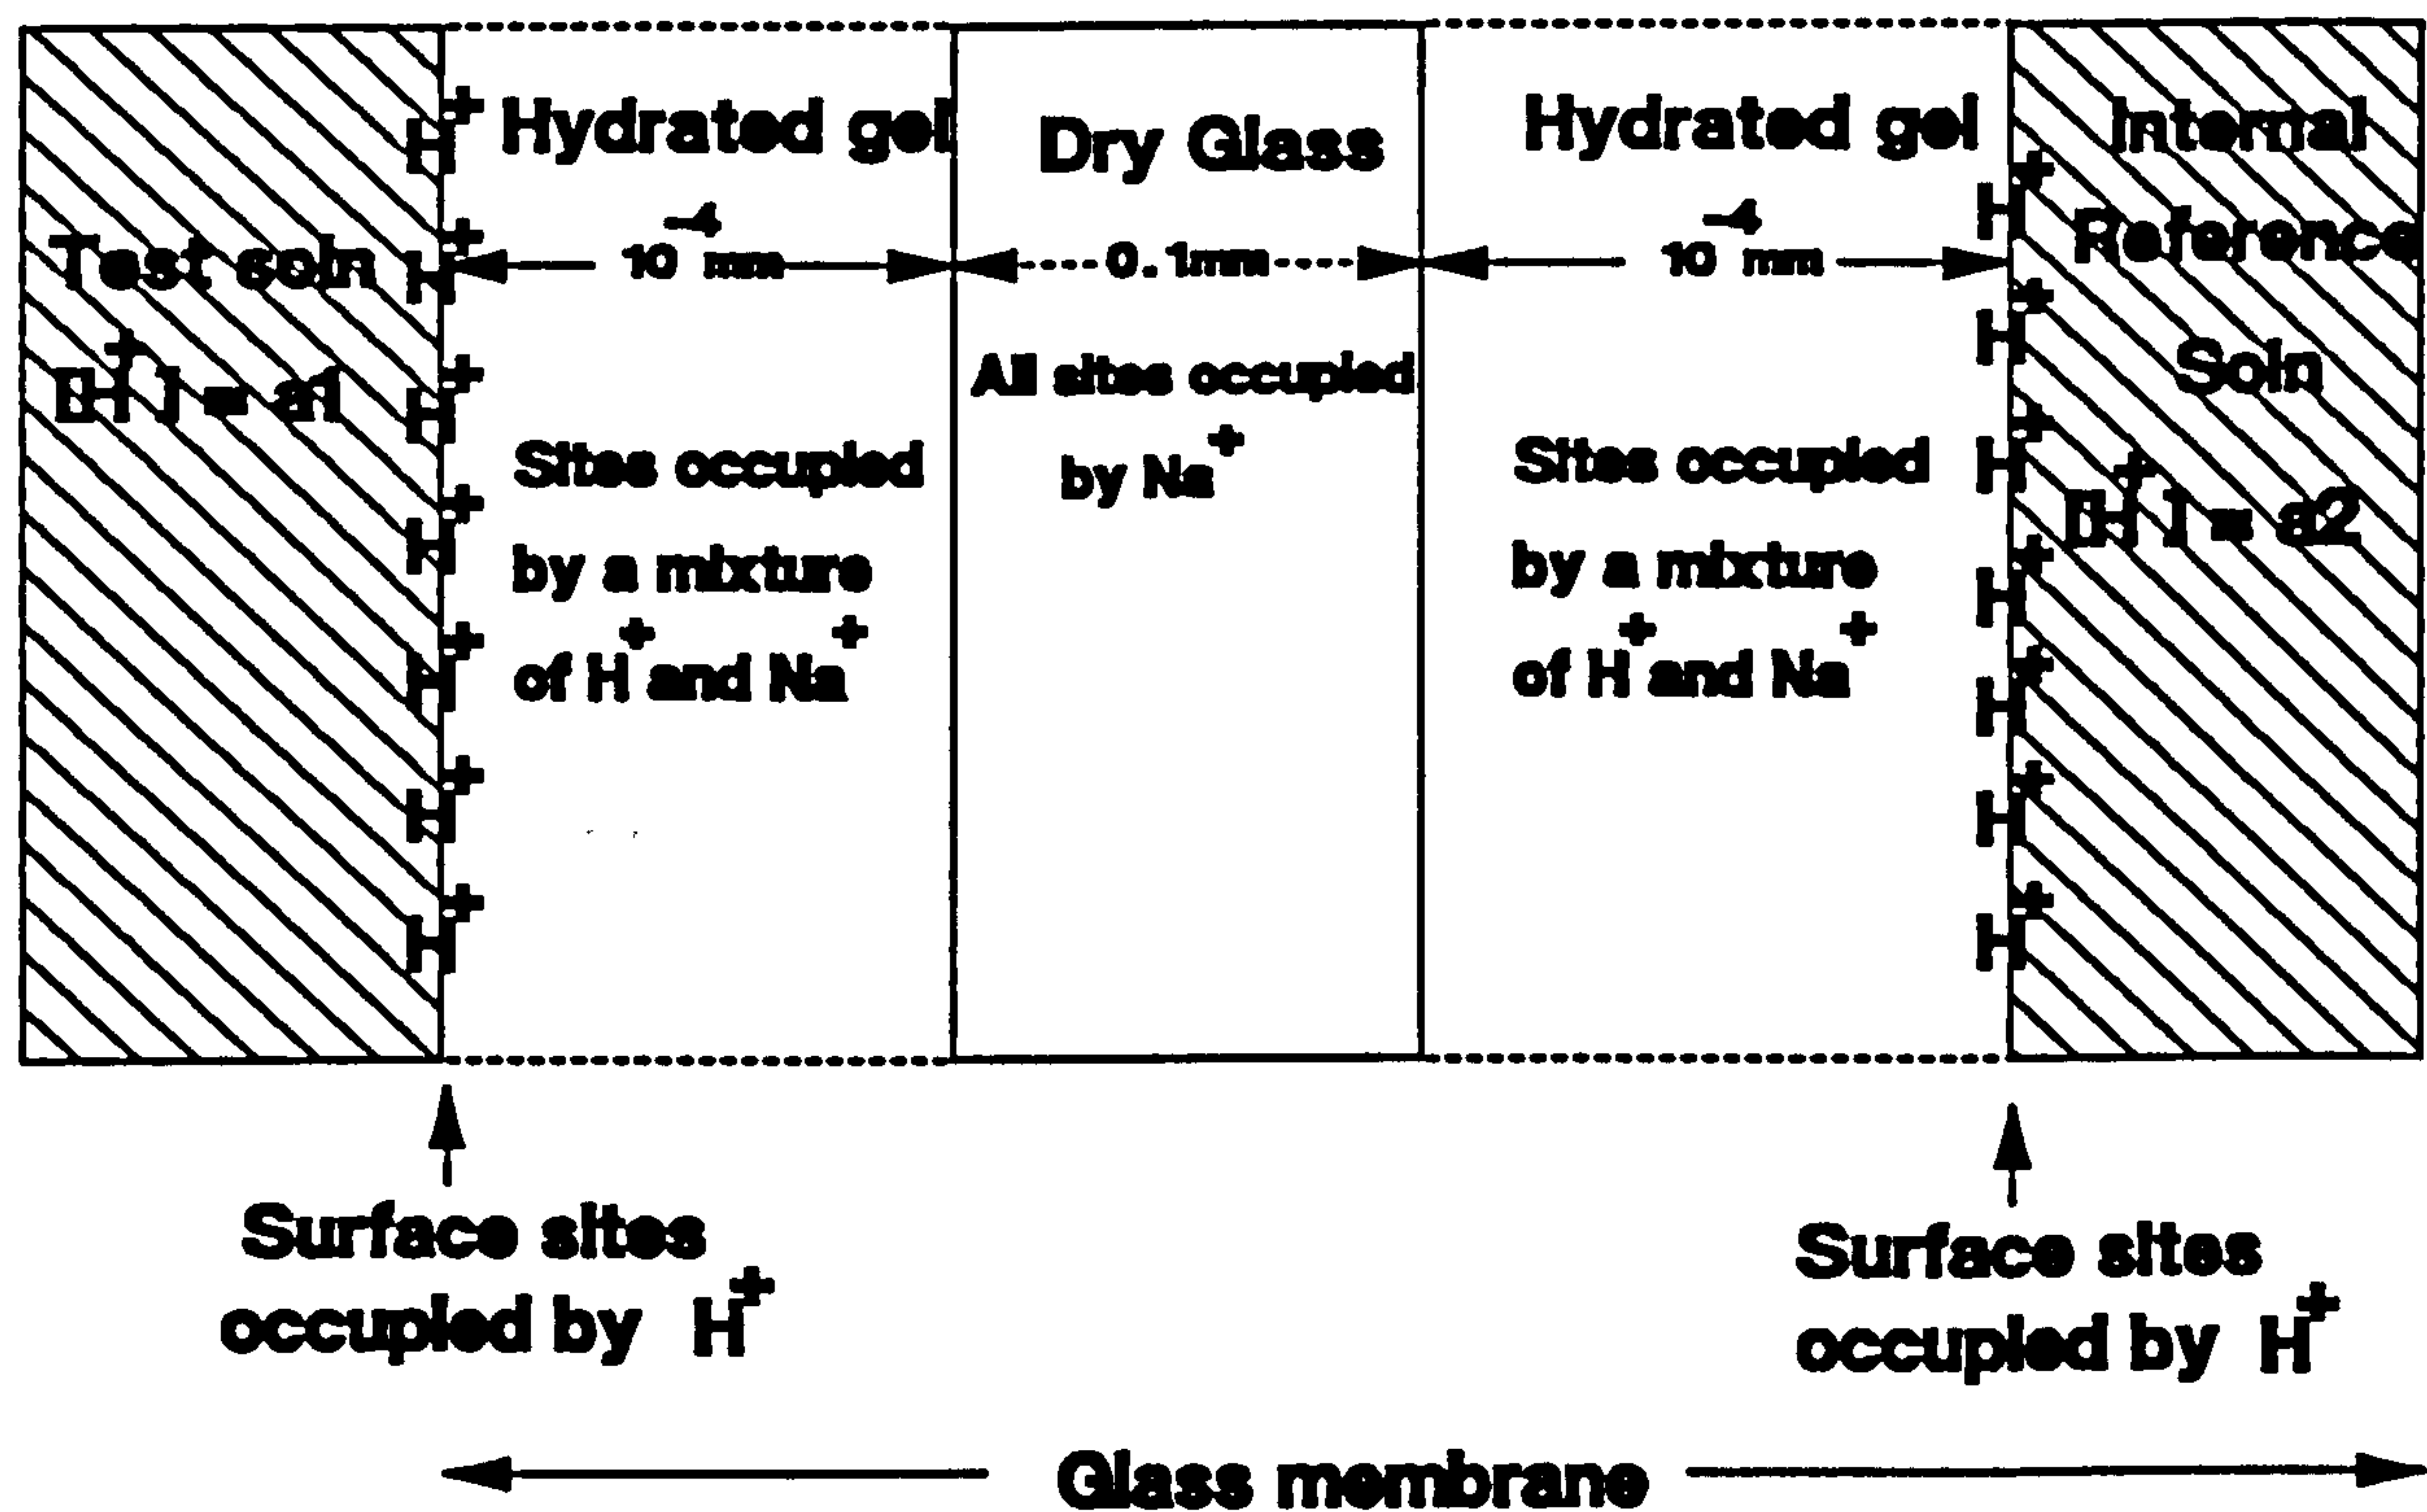 Test soln
[H⁺] = a1
H⁺
H⁺
H⁺
H⁺
H⁺
H⁺
H⁺
Hydrated gel
10⁻⁴ mm
Sites occupied
by a mixture
of H⁺ and Na⁺
Dry Glass
0.1mm
All sites occupied
by Na⁺
Hydrated gel
10⁻⁴ mm
Sites occupied
by a mixture
of H⁺ and Na⁺
H⁺
H⁺
H⁺
H⁺
H⁺
H⁺
H⁺
Internal
Reference
Soln
[H⁺] = a2
Surface sites
occupied by H⁺
Surface sites
occupied by H⁺
Glass membrane